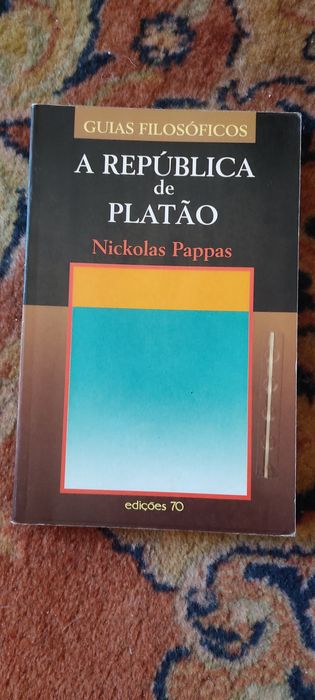 GUIAS FILOSÓFICOS
A REPÚBLICA
de
PLATÃO
Nickolas Pappas
edições 70